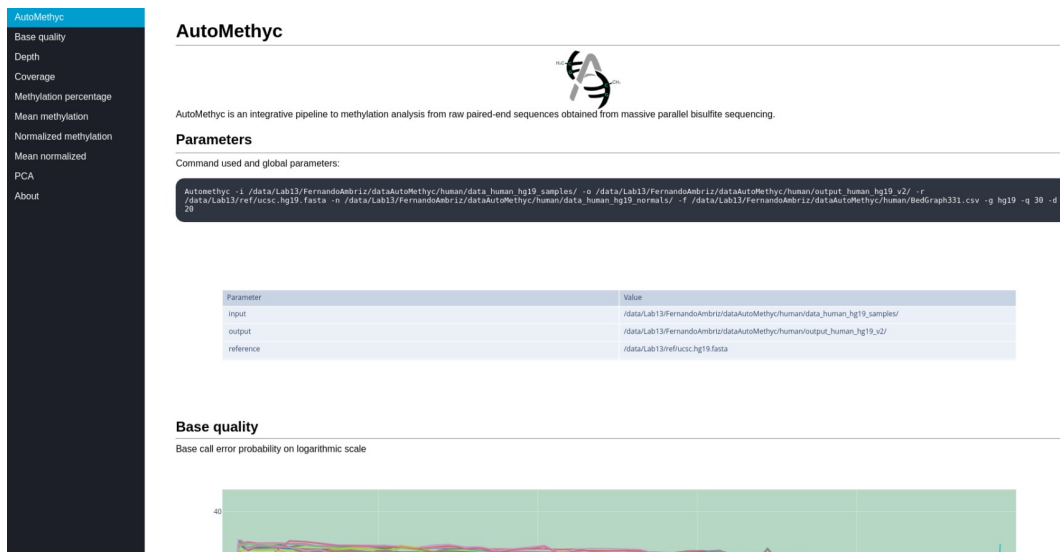 AutoMethyc
Base quality
Depth
Coverage
Methylation percentage
Mean methylation
Normalized methylation
Mean normalized
PCA
About
AutoMethyc
H₃C
CH₃
AutoMethyc is an integrative pipeline to methylation analysis from raw paired-end sequences obtained from massive parallel bisulfite sequencing.
Parameters
Command used and global parameters:
Automethyc -i /data/Lab13/FernandoAmbriz/dataAutoMethyc/human/data_human_hg19_samples/ -o /data/Lab13/FernandoAmbriz/dataAutoMethyc/human/output_human_hg19_v2/ -r
/data/Lab13/ref/ucsc.hg19.fasta -n /data/Lab13/FernandoAmbriz/dataAutoMethyc/human/data_human_hg19_normals/ -f /data/Lab13/FernandoAmbriz/dataAutoMethyc/human/BedGraph331.csv -g hg19 -q 30 -d
20
Parameter Value
input /data/Lab13/FernandoAmbriz/dataAutoMethyc/human/data_human_hg19_samples/
output /data/Lab13/FernandoAmbriz/dataAutoMethyc/human/output_human_hg19_v2/
reference /data/Lab13/ref/ucsc.hg19.fasta
Base quality
Base call error probability on logarithmic scale
40